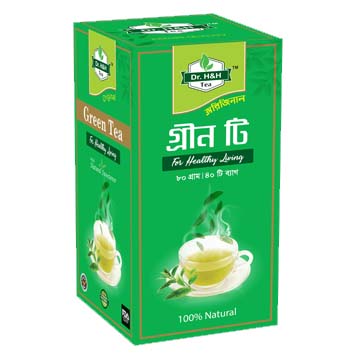 Dr. H&H
Tea
TM
অরিজিনাল
গ্রীন টি
For Healthy Living
৮০ গ্রাম | ৪০ টি ব্যাগ
100% Natural
Green Tea
For Healthy Living